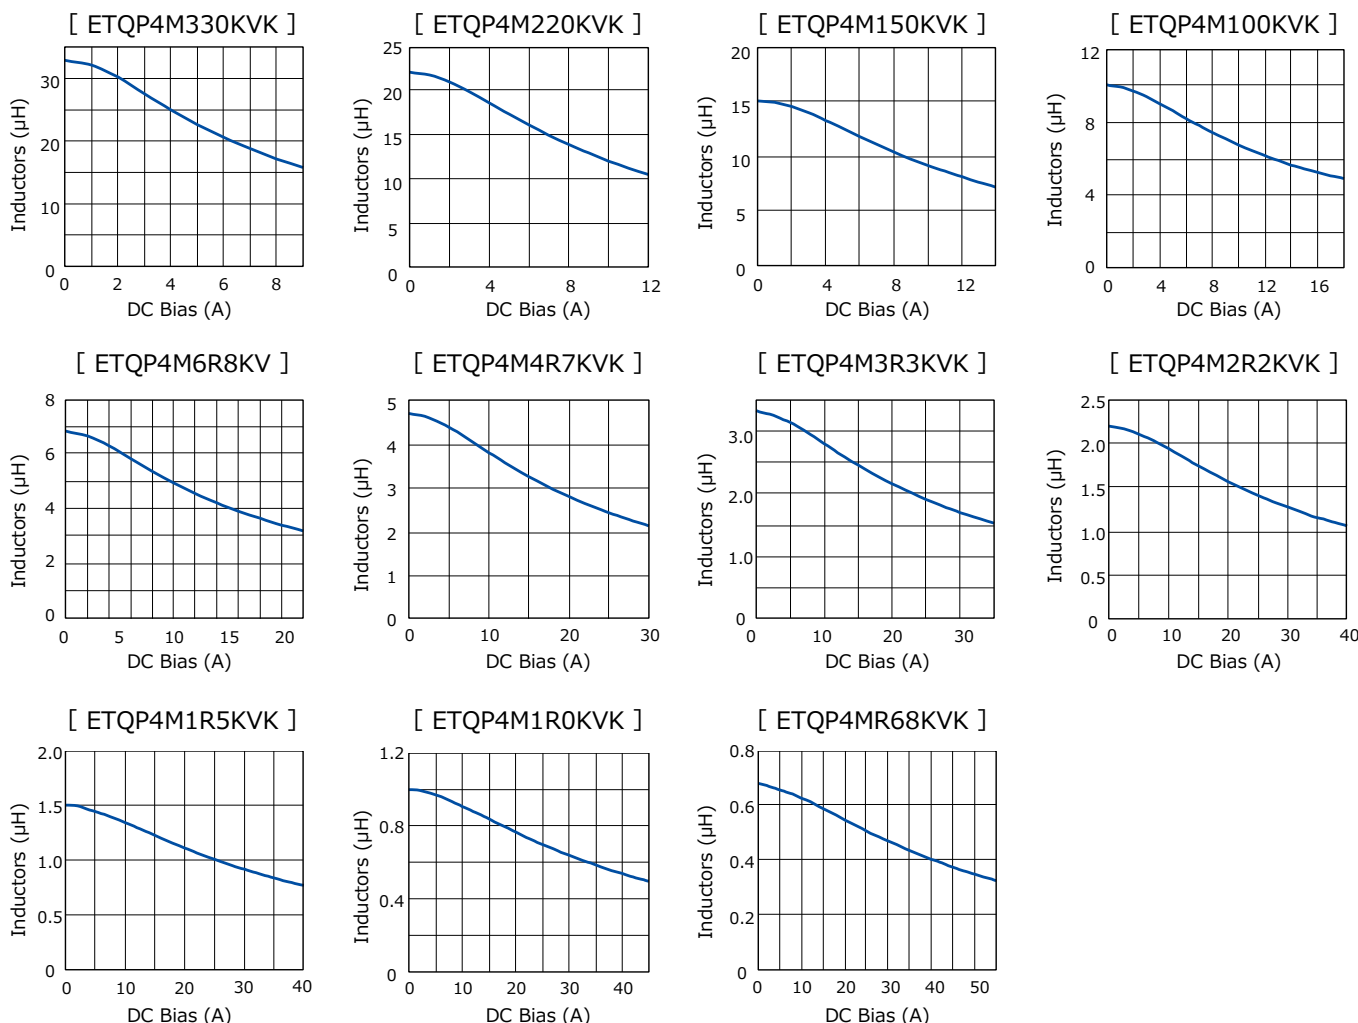 [ ETQP4M330KVK ]
Inductors (µH)
30
20
10
0
0 2 4 6 8
DC Bias (A)
[ ETQP4M220KVK ]
Inductors (µH)
25
20
15
10
5
0
0 4 8 12
DC Bias (A)
[ ETQP4M150KVK ]
Inductors (µH)
20
15
10
5
0
0 4 8 12
DC Bias (A)
[ ETQP4M100KVK ]
Inductors (µH)
12
8
4
0
0 4 8 12 16
DC Bias (A)
[ ETQP4M6R8KV ]
Inductors (µH)
8
6
4
2
0
0 5 10 15 20
DC Bias (A)
[ ETQP4M4R7KVK ]
Inductors (µH)
5
4
3
2
1
0
0 10 20 30
DC Bias (A)
[ ETQP4M3R3KVK ]
Inductors (µH)
3.0
2.0
1.0
0
0 10 20 30
DC Bias (A)
[ ETQP4M2R2KVK ]
Inductors (µH)
2.5
2.0
1.5
1.0
0.5
0
0 10 20 30 40
DC Bias (A)
[ ETQP4M1R5KVK ]
Inductors (µH)
2.0
1.5
1.0
0.5
0
0 10 20 30 40
DC Bias (A)
[ ETQP4M1R0KVK ]
Inductors (µH)
1.2
0.8
0.4
0
0 10 20 30 40
DC Bias (A)
[ ETQP4MR68KVK ]
Inductors (µH)
0.8
0.6
0.4
0.2
0
0 10 20 30 40 50
DC Bias (A)